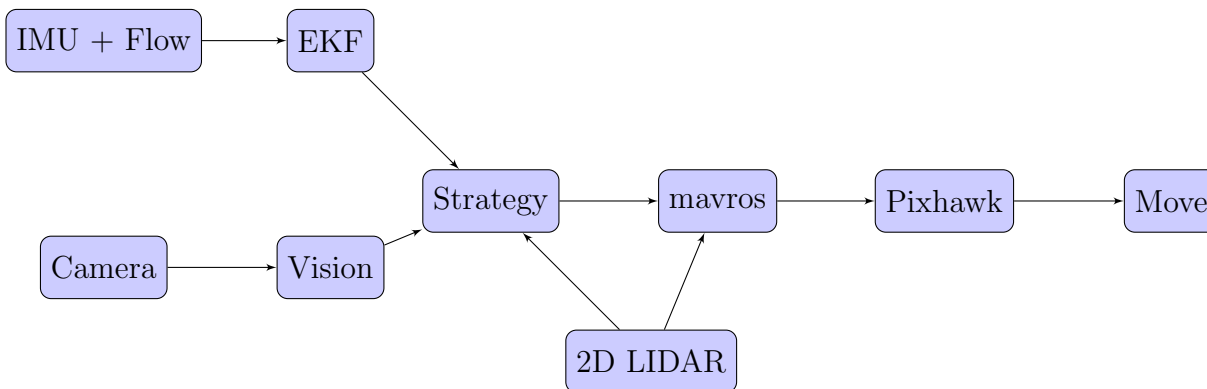 IMU + Flow
EKF
Strategy
mavros
Pixhawk
Move
Camera
Vision
2D LIDAR